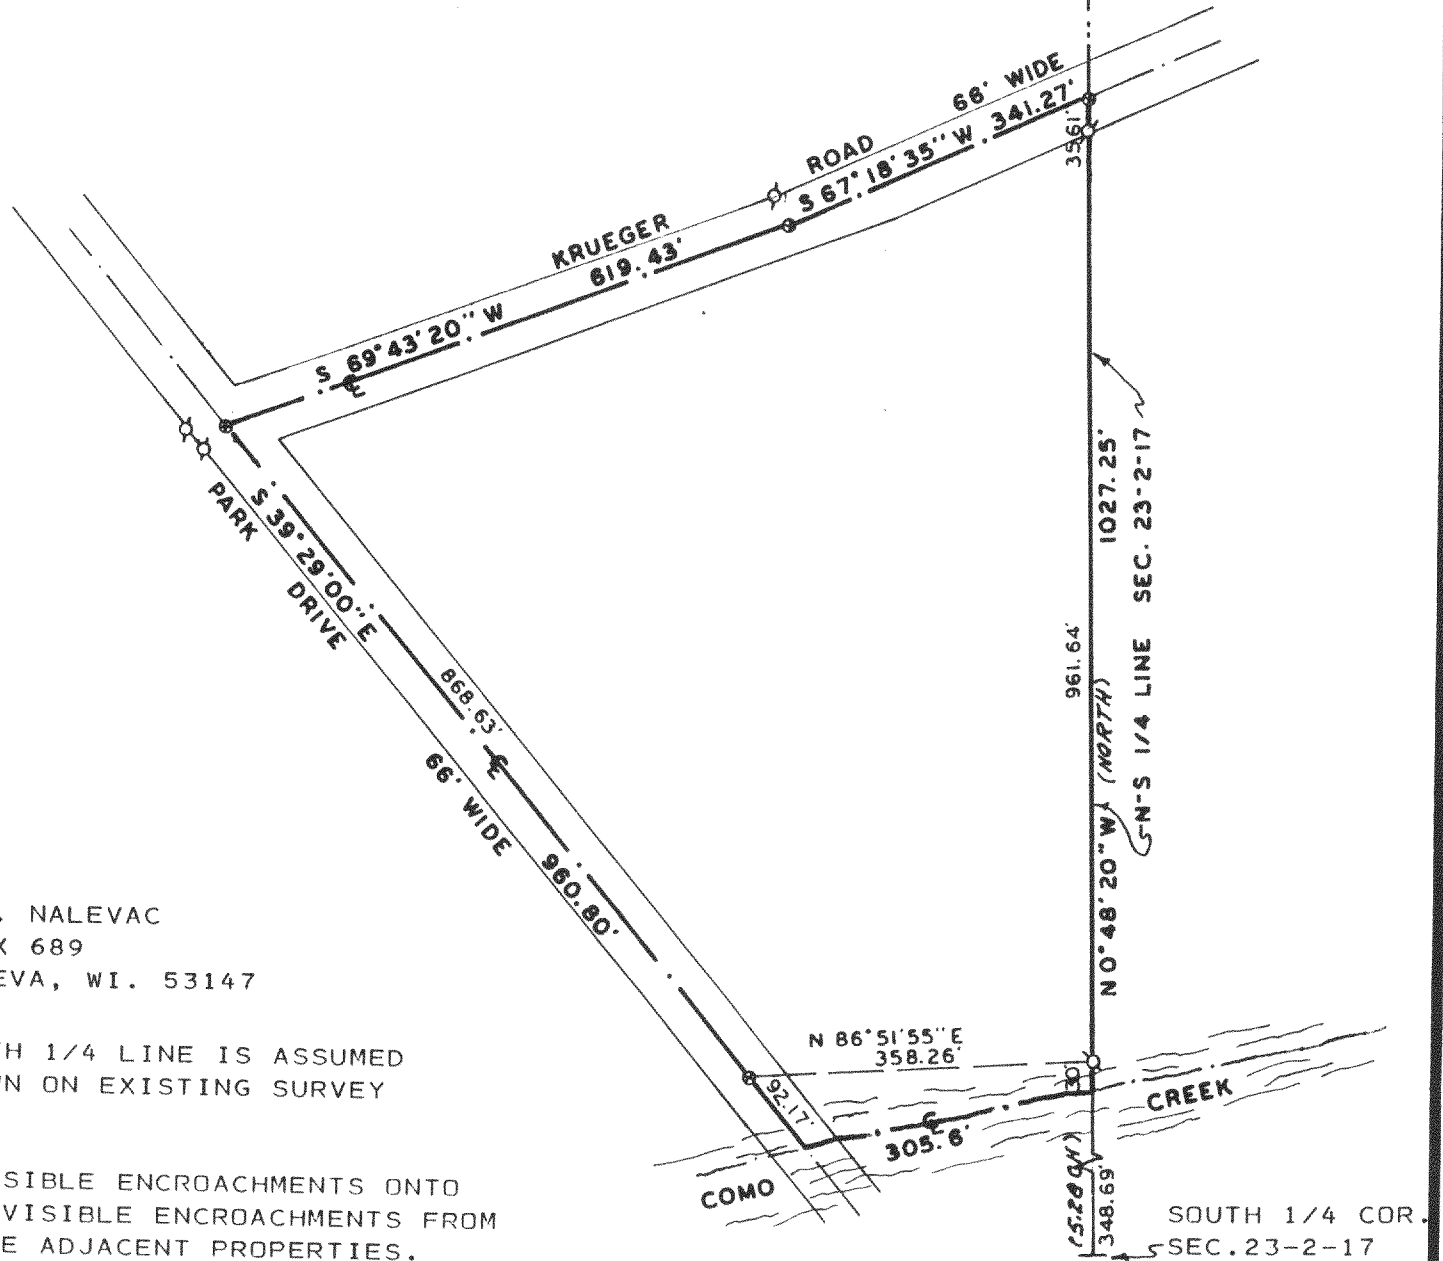 66' WIDE
341.27'
ROAD
S 67° 18' 35" W
35.61'
KRUEGER
619.43'
S 69° 43' 20" W
PARK DRIVE
S 39° 29' 00" E
868.63'
66' WIDE
960.80'
1027.25'
961.64'
N 0° 48' 20" W (NORTH)
N-S 1/4 LINE SEC. 23-2-17
. NALEVAC
X 689
EVA, WI. 53147
N 86° 51' 55" E
358.26'
TH 1/4 LINE IS ASSUMED
WN ON EXISTING SURVEY
92.17'
30'
305.6'
COMO
CREEK
348.69'
SIBLE ENCROACHMENTS ONTO
VISIBLE ENCROACHMENTS FROM
E ADJACENT PROPERTIES.
SOUTH 1/4 COR.
SEC.23-2-17